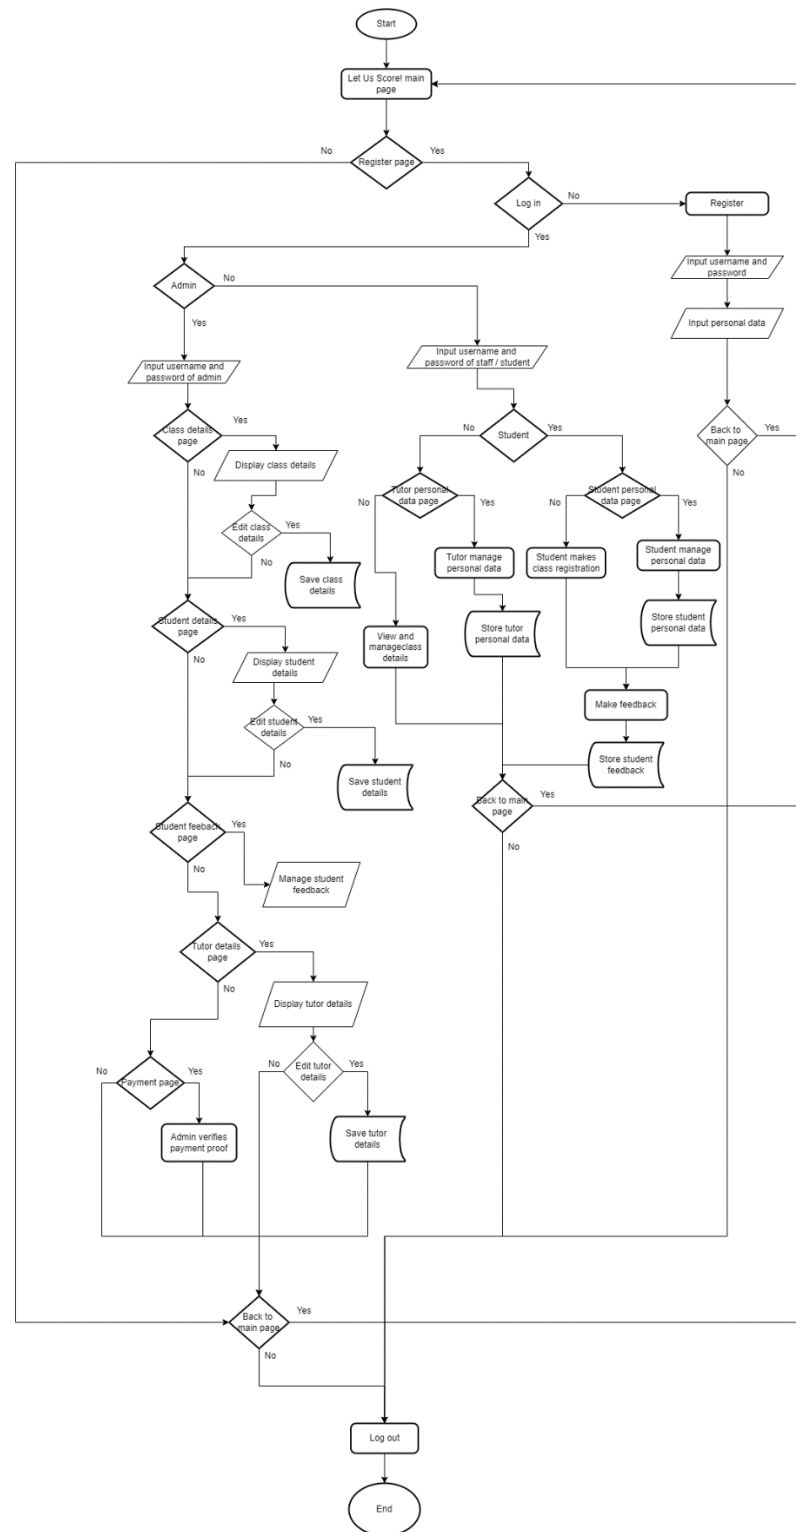 Start
Let Us Score! main
page
No
Yes
Register page
Log in
No
Register
Yes
Input username and
password
Admin
No
Input personal data
Yes
Input username and
password of admin
Input username and
password of staff / student
Class details
page
Yes
No
Student
Yes
Back to
main page
Yes
No
No
Display class details
Tutor personal
data page
No
Yes
Student personal
data page
No
Yes
Edit class
details
Yes
No
Tutor manage
personal data
Student makes
class registration
Student manage
personal data
Save class
details
Student details
page
Yes
No
View and
manageclass
details
Store tutor
personal data
Store student
personal data
Display student
details
Make feedback
Edit student
details
Yes
No
Save student
details
Store student
feedback
Back to main
page
Yes
No
Student feeback
page
Yes
No
Manage student
feedback
Tutor details
page
Yes
No
Display tutor details
No
Payment page
Yes
No
Edit tutor
details
Yes
Admin verifies
payment proof
Save tutor
details
Back to
main page
Yes
No
Log out
End